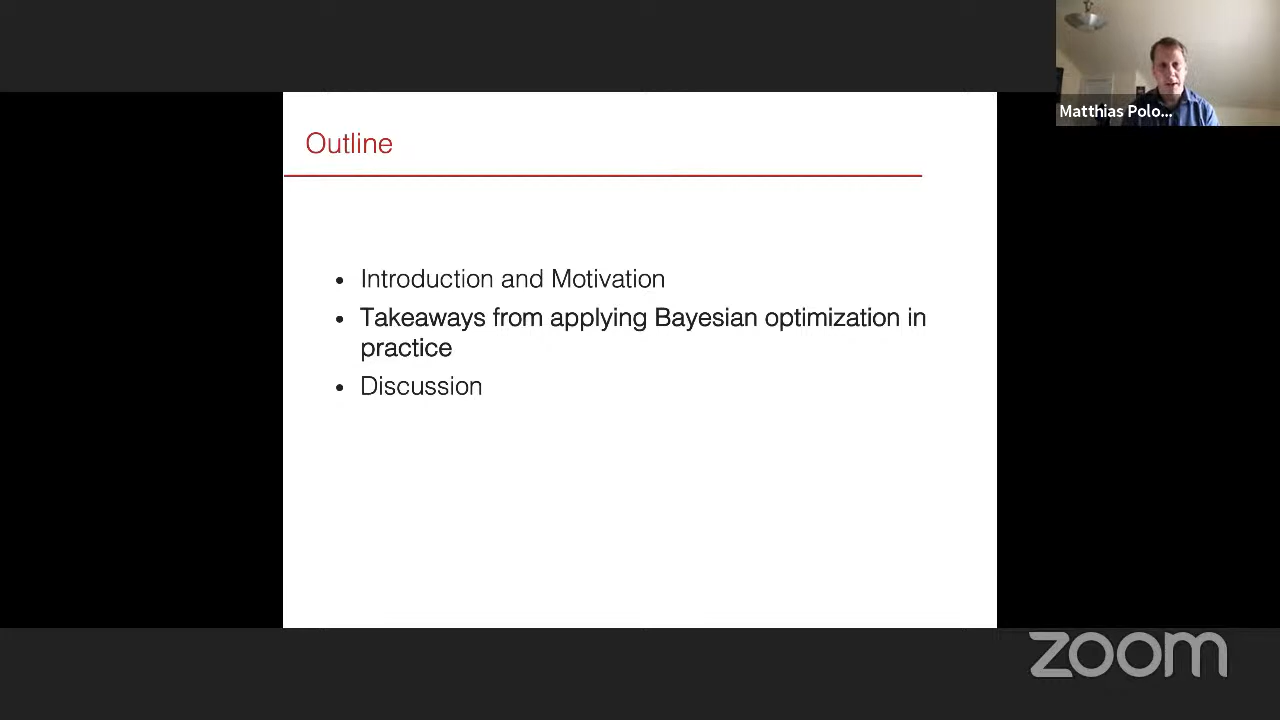 Matthias Polo...
Outline
• Introduction and Motivation
• Takeaways from applying Bayesian optimization in
practice
• Discussion
zoom